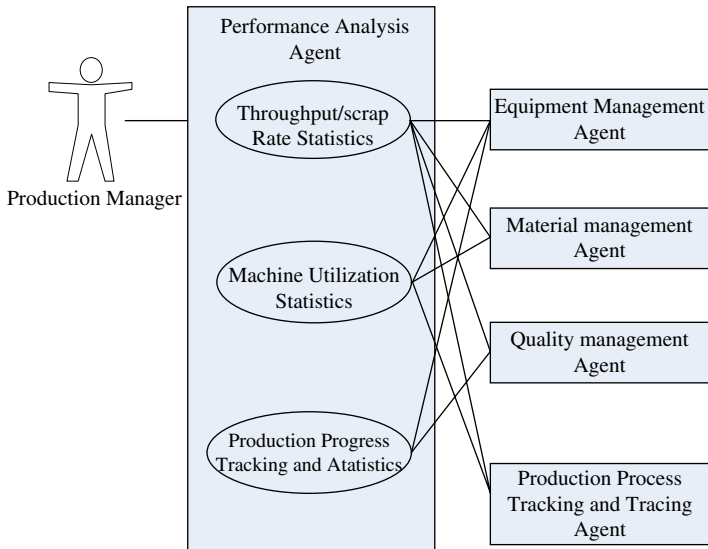 Performance Analysis
Agent
Throughput/scrap
Rate Statistics
Production Manager
Machine Utilization
Statistics
Production Progress
Tracking and Atatistics
Equipment Management
Agent
Material management
Agent
Quality management
Agent
Production Process
Tracking and Tracing
Agent